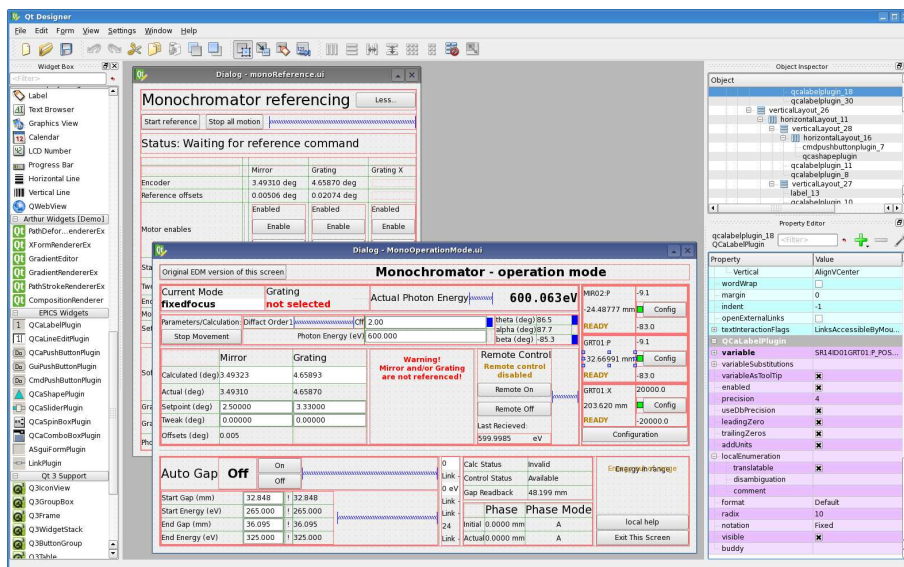 Qt Designer
File Edit Form View Settings Window Help
Widget Box
<Filter>
Label
Text Browser
Graphics View
Calendar
LCD Number
Progress Bar
Horizontal Line
Vertical Line
QWebView
Arthur Widgets [Demo]
PathDefor...endererEx
XFormRendererEx
GradientEditor
GradientRendererEx
PathStrokeRendererEx
CompositionRenderer
EPICS Widgets
QCaLabelPlugin
QCaLineEditPlugin
QCaPushButtonPlugin
GuiPushButtonPlugin
CmdPushButtonPlugin
QCaShapePlugin
QCaSliderPlugin
QCaSpinBoxPlugin
QCaComboBoxPlugin
ASguiFormPlugin
LinkPlugin
Qt 3 Support
Q3IconView
Q3GroupBox
Q3Frame
Q3WidgetStack
Q3ButtonGroup
Q3Table
Dialog - monoReference.ui
Monochromator referencing Less...
Start reference Stop all motion
Status: Waiting for reference command
Mirror Grating Grating X
Encoder 3.49310 deg 4.65870 deg
Reference offsets 0.00506 deg 0.02074 deg
Enabled Enabled Enabled
Motor enables Enable Enable Enable
Dialog - MonoOperationMode.ui
Original EDM version of this screen Monochromator - operation mode
Current Mode Grating
fixedfocus not selected Actual Photon Energy 600.063eV
Parameters/Calculation: Diffact Order1 Cff 2.00 theta (deg) 86.5
alpha (deg) 87.7
Stop Movement Photon Energy (eV) 600.000 beta (deg) -85.3
Mirror Grating
Calculated (deg) 3.49323 4.65893
Actual (deg) 3.49310 4.65870
Setpoint (deg) 2.50000 3.33000
Tweak (deg) 0.00000 0.00000
Offsets (deg) 0.005
Warning!
Mirror and/or Grating
are not referenced!
Remote Control
Remote control
disabled
Remote On
Remote Off
Last Recieved:
599.9985 eV
MIR02:P -9.1
-24.48777 mm Config
READY -83.0
GRT01:P -9.1
-32.66991 mm Config
READY -83.0
GRT01:X 20000.0
203.620 mm Config
READY -20000.0
Configuration
Auto Gap Off On
Off
Start Gap (mm) 32.848 ! 32.848
Start Energy (eV) 265.000 ! 265.000
End Gap (mm) 36.095 ! 36.095
End Energy (eV) 325.000 ! 325.000
0
Link -
0 eV
Link -
Link -
24
Link -
Calc Status Invalid
Control Status Available
Gap Readback 48.199 mm
Phase Phase Mode
Initial 0.0000 mm A
Actual 0.0000 mm A
local help
Exit This Screen
Object Inspector
Object
qcalabelplugin_18
qcalabelplugin_30
verticalLayout_26
horizontalLayout_11
verticalLayout_28
horizontalLayout_16
cmdpushbuttonplugin_7
qcashapeplugin
qcalabelplugin_11
qcalabelplugin_8
verticalLayout_27
label_13
qcalabelplugin_10
Property Editor
qcalabelplugin_18
QCaLabelPlugin
<Filter>
Property Value
Vertical AlignVCenter
wordWrap
margin 0
indent -1
openExternalLinks
textInteractionFlags LinksAccessibleByMou...
QCaLabelPlugin
variable SR14ID01GRT01:P_POS...
variableSubstitutions
variableAsToolTip
enabled
precision 4
useDbPrecision
leadingZero
trailingZeros
addUnits
localEnumeration
translatable
disambiguation
comment
format Default
radix 10
notation Fixed
visible
buddy